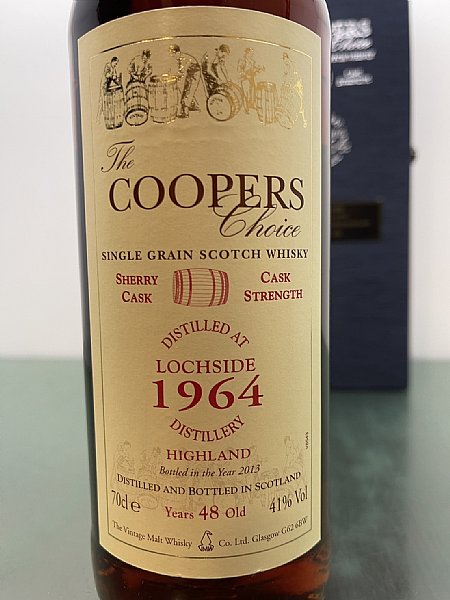 The
COOPERS
Choice
SINGLE GRAIN SCOTCH WHISKY
SHERRY CASK
CASK STRENGTH
DISTILLED AT
LOCHSIDE
1964
DISTILLERY
HIGHLAND
Bottled in the Year 2013
DISTILLED AND BOTTLED IN SCOTLAND
70cl e Years 48 Old 41% Vol
The Vintage Malt Whisky Co. Ltd. Glasgow G62 6BW
OOPERS
Choice